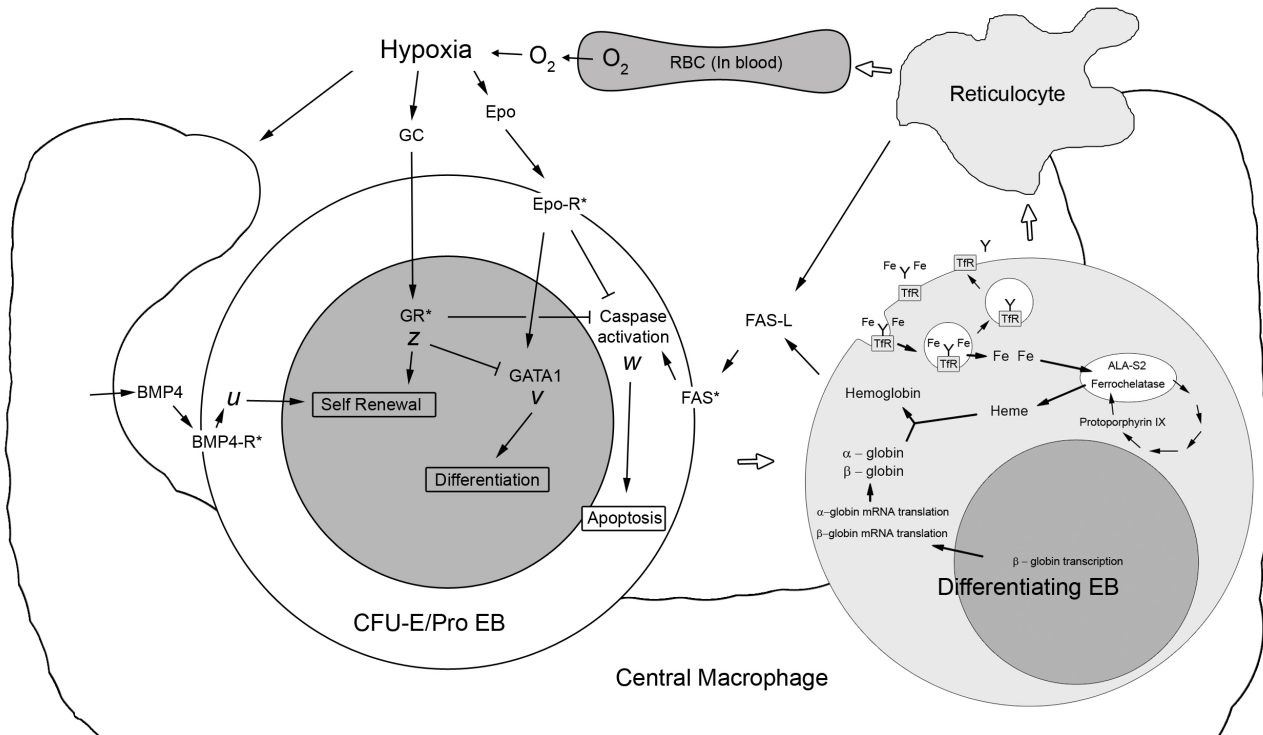 Hypoxia
O2
O2
RBC (In blood)
Reticulocyte
GC
Epo
Epo-R*
GR*
z
Caspase
activation
w
GATA1
v
BMP4
u
BMP4-R*
Self Renewal
Differentiation
Apoptosis
FAS*
FAS-L
CFU-E/Pro EB
Central Macrophage
Y
TfR
Fe Y Fe
TfR
Fe Y Fe
TfR
Fe Y Fe
TfR
Y
TfR
Fe Fe
ALA-S2
Ferrochelatase
Protoporphyrin IX
Heme
Hemoglobin
α – globin
β – globin
α–globin mRNA translation
β–globin mRNA translation
β – globin transcription
Differentiating EB